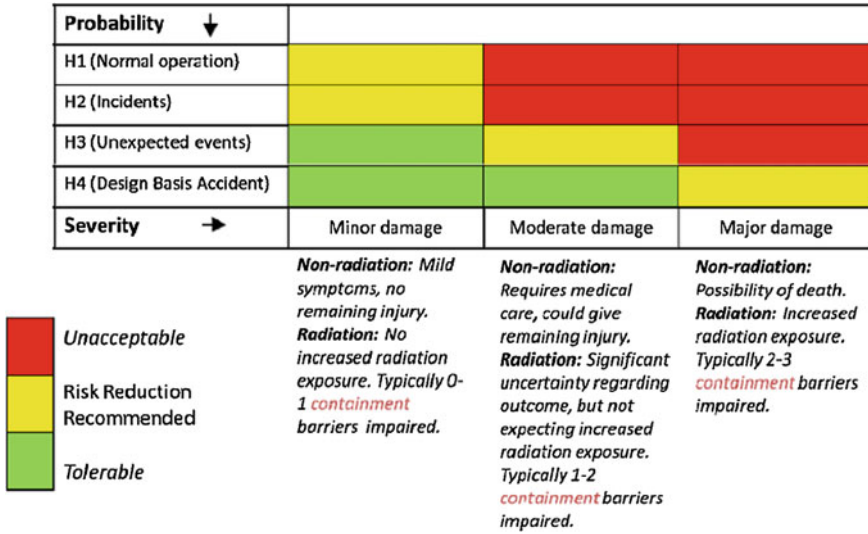 Probability ↓
H1 (Normal operation)
H2 (Incidents)
H3 (Unexpected events)
H4 (Design Basis Accident)
Severity → Minor damage Moderate damage Major damage
Non-radiation: Mild
symptoms, no
remaining injury.
Radiation: No
increased radiation
exposure. Typically 0-
1 containment
barriers impaired.
Non-radiation:
Requires medical
care, could give
remaining injury.
Radiation: Significant
uncertainty regarding
outcome, but not
expecting increased
radiation exposure.
Typically 1-2
containment barriers
impaired.
Non-radiation:
Possibility of death.
Radiation: Increased
radiation exposure.
Typically 2-3
containment barriers
impaired.
Unacceptable
Risk Reduction
Recommended
Tolerable